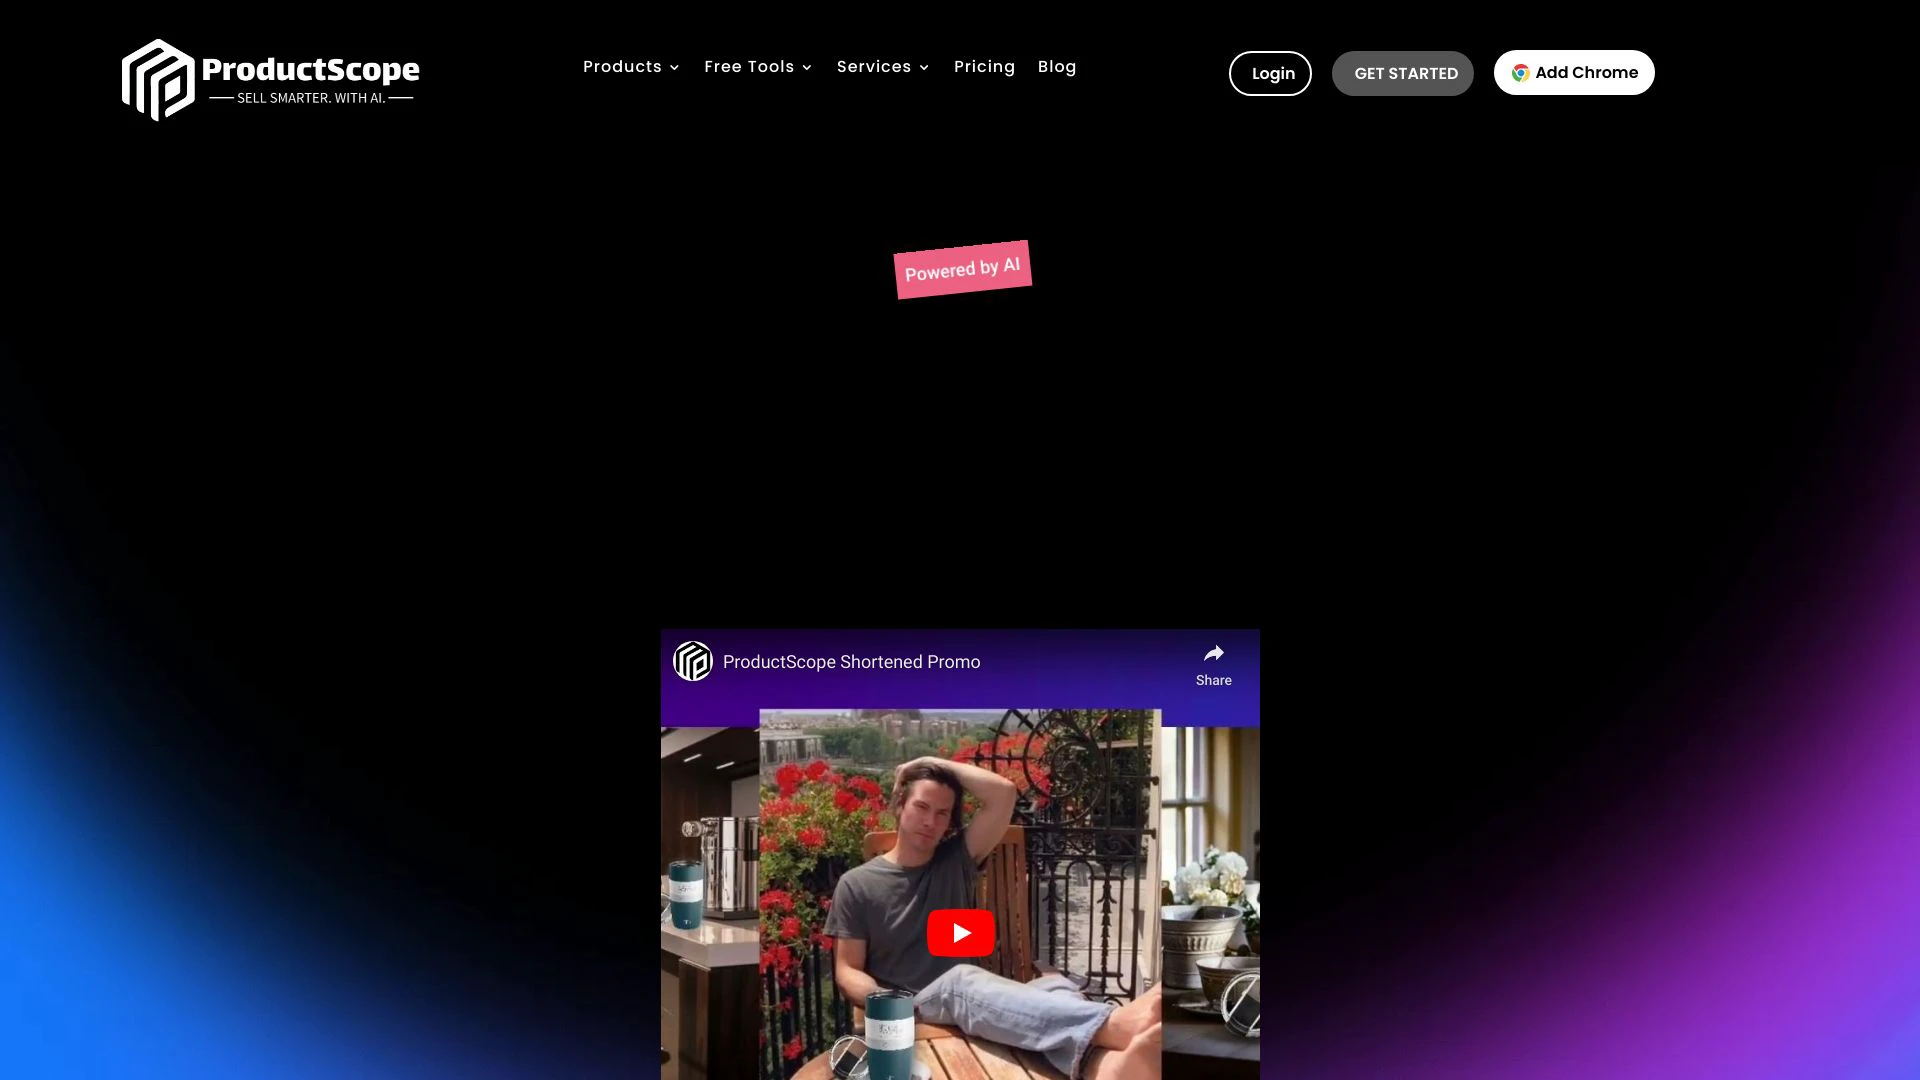 ProductScope
SELL SMARTER. WITH AI.
Products
Free Tools
Services
Pricing
Blog
Login
GET STARTED
Add Chrome
Powered by AI
ProductScope Shortened Promo
Share